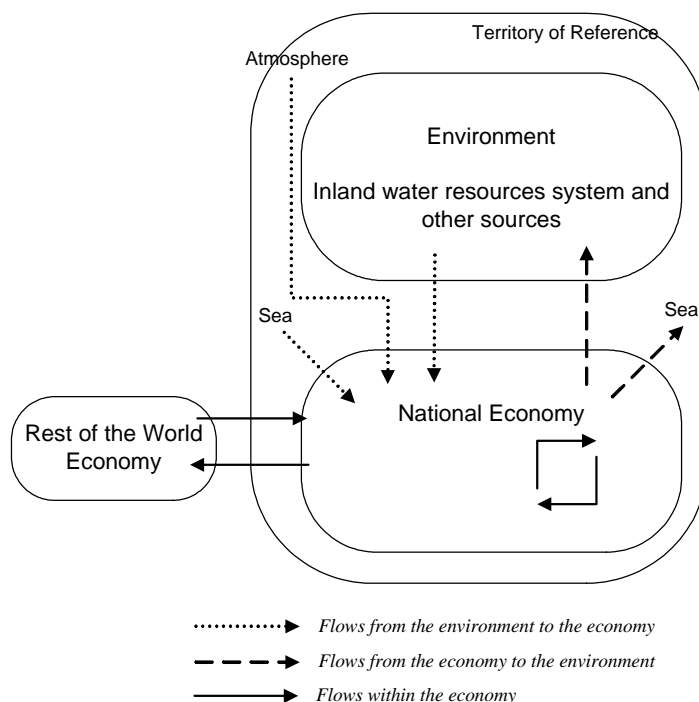 Territory of Reference
Atmosphere
Environment
Inland water resources system and
other sources
Sea
Sea
National Economy
Rest of the World
Economy
Flows from the environment to the economy
Flows from the economy to the environment
Flows within the economy